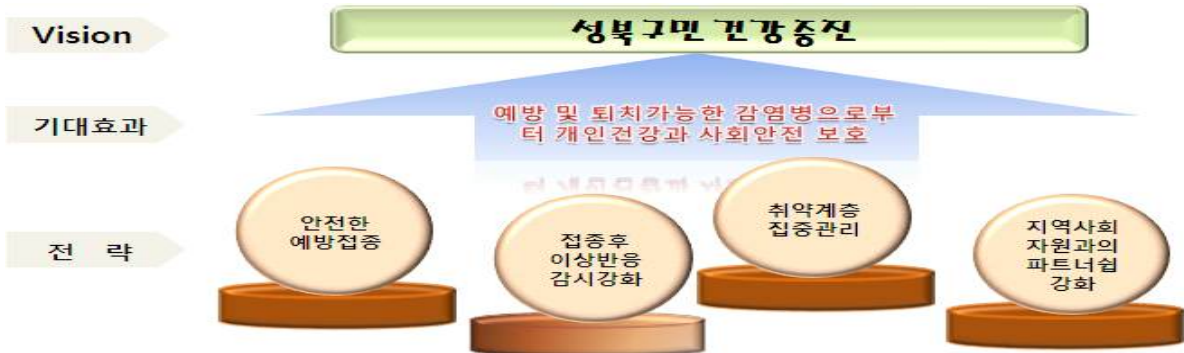 Vision
성북구민 건강증진
기대효과
예방 및 퇴치가능한 감염병으로부
터 개인건강과 사회안전 보호
전 략
안전한
예방접종
접종후
이상반응
감시강화
취약계층
집중관리
지역사회
자원과의
파트너쉽
강화